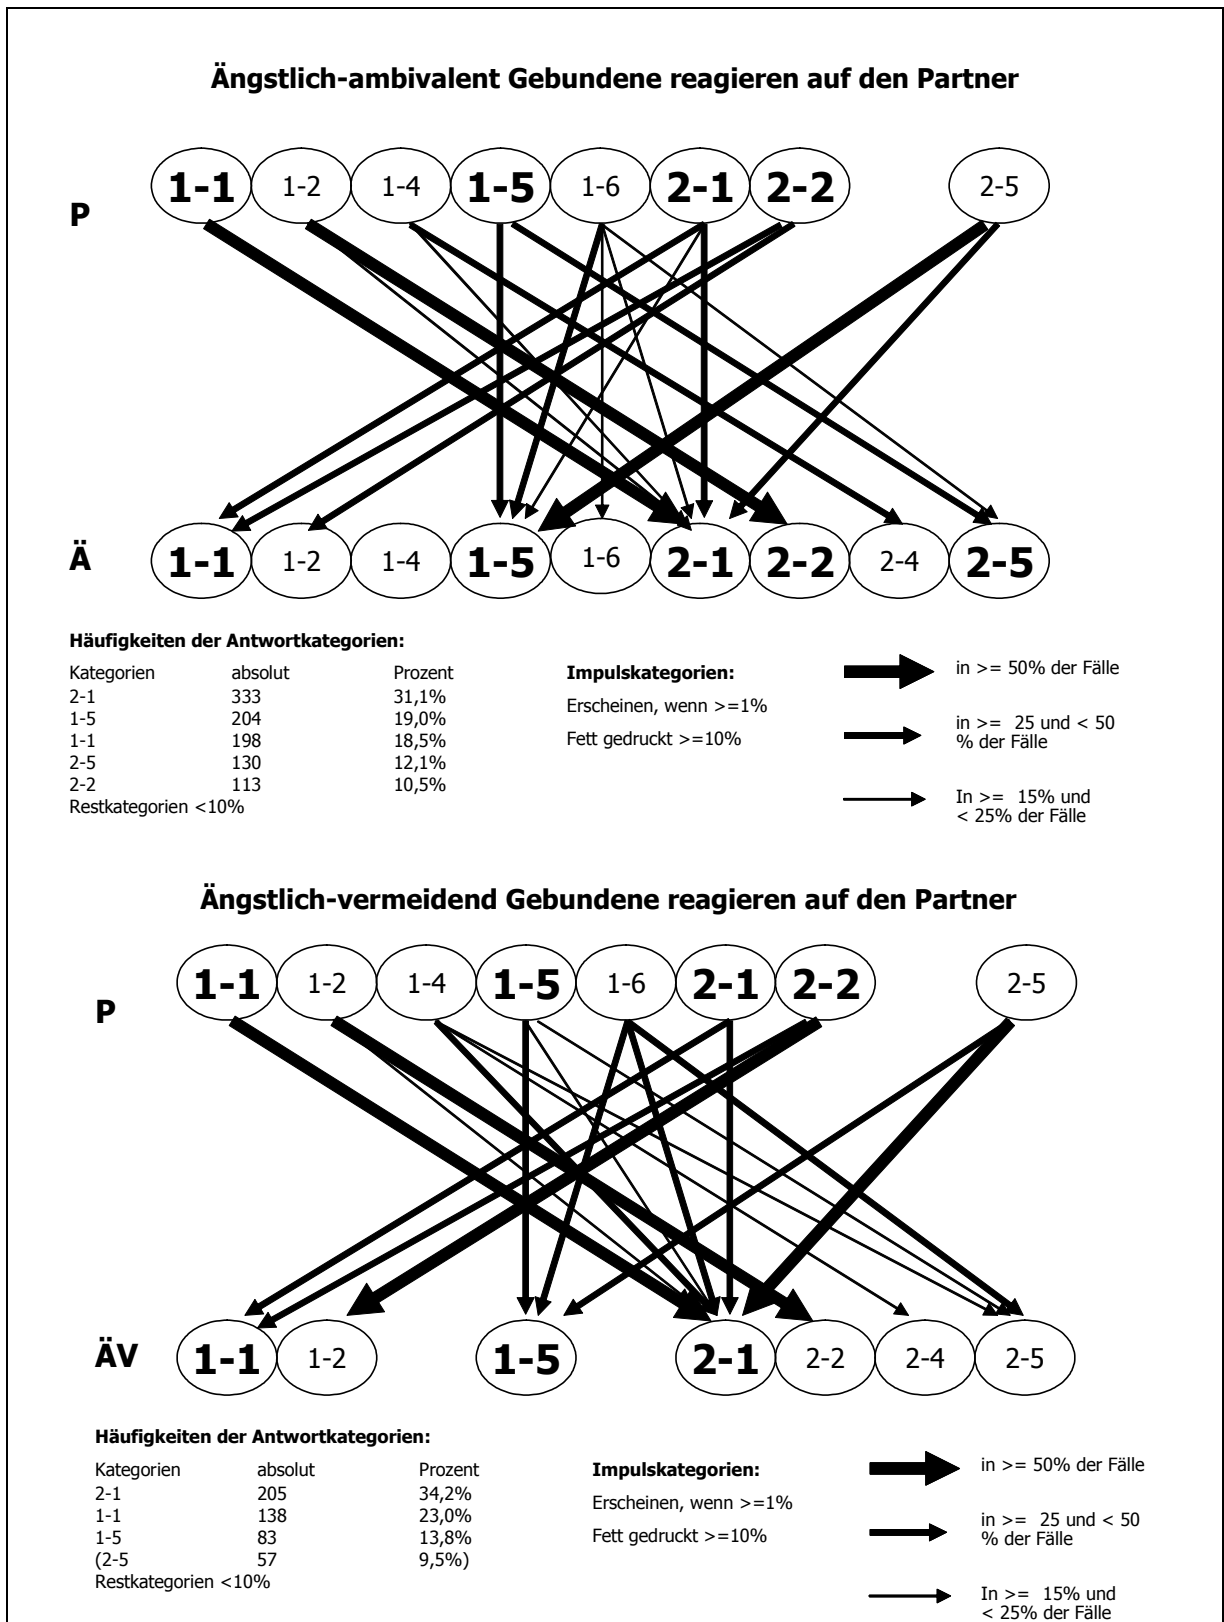 Ängstlich-ambivalent Gebundene reagieren auf den Partner
1-1 1-2 1-4 1-5 1-6 2-1 2-2 2-5
P
Ä
1-1 1-2 1-4 1-5 1-6 2-1 2-2 2-4 2-5
Häufigkeiten der Antwortkategorien:
Kategorien absolut Prozent
2-1 333 31,1%
1-5 204 19,0%
1-1 198 18,5%
2-5 130 12,1%
2-2 113 10,5%
Restkategorien <10%
Impulskategorien:
Erscheinen, wenn >=1%
Fett gedruckt >=10%
in >= 50% der Fälle
in >= 25 und < 50
% der Fälle
In >= 15% und
< 25% der Fälle
Ängstlich-vermeidend Gebundene reagieren auf den Partner
1-1 1-2 1-4 1-5 1-6 2-1 2-2 2-5
P
ÄV
1-1 1-2 1-5 2-1 2-2 2-4 2-5
Häufigkeiten der Antwortkategorien:
Kategorien absolut Prozent
2-1 205 34,2%
1-1 138 23,0%
1-5 83 13,8%
(2-5 57 9,5%)
Restkategorien <10%
Impulskategorien:
Erscheinen, wenn >=1%
Fett gedruckt >=10%
in >= 50% der Fälle
in >= 25 und < 50
% der Fälle
In >= 15% und
< 25% der Fälle